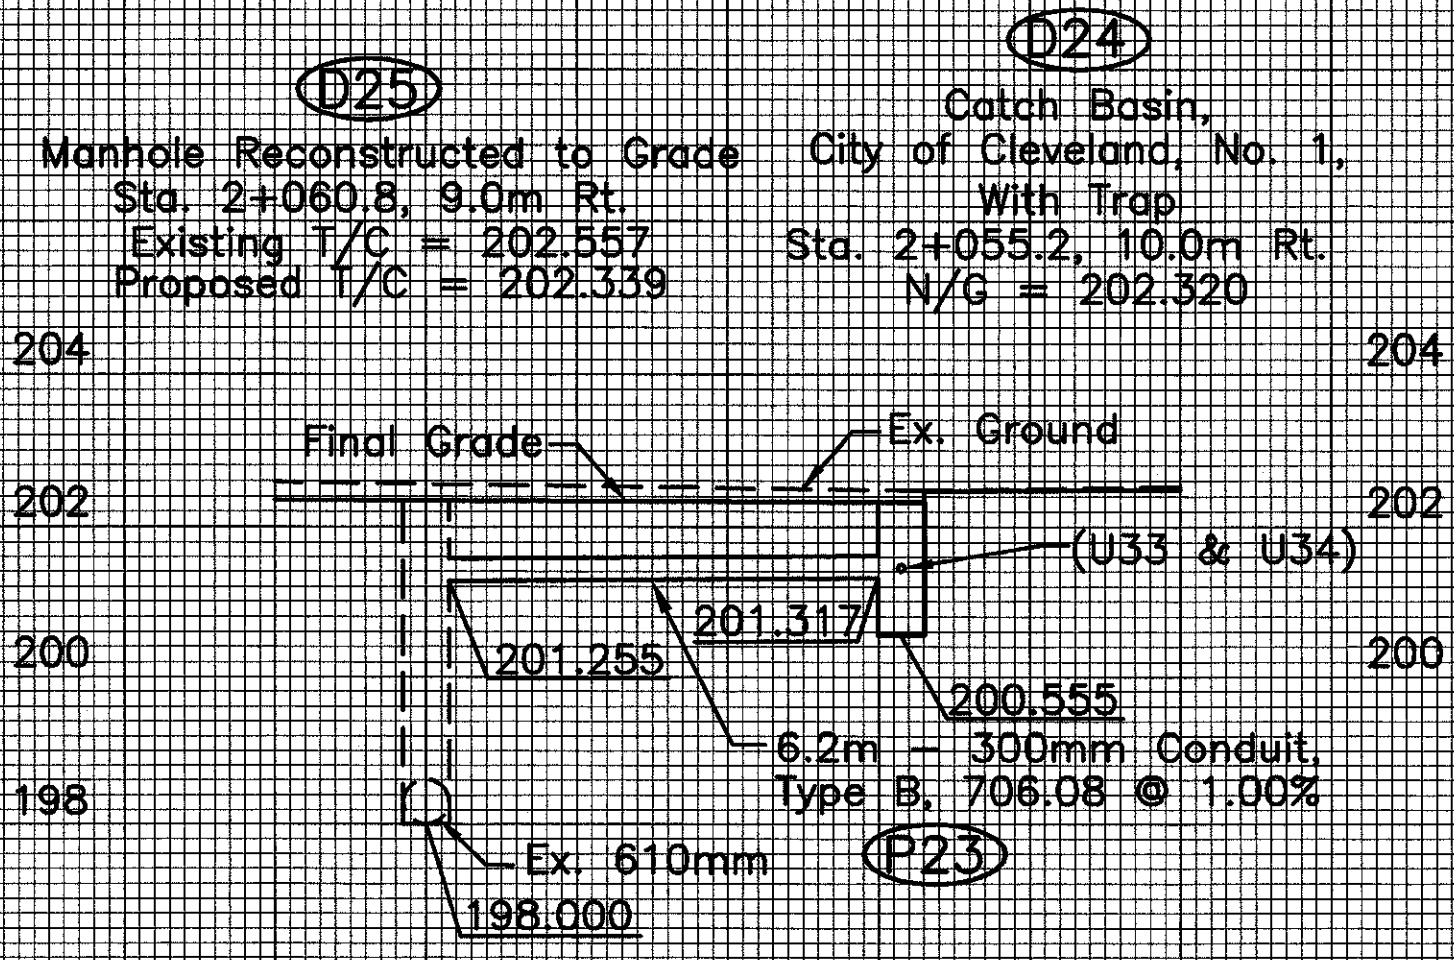 D25
Manhole Reconstructed to Grade
Sta. 2+060.8, 9.0m Rt.
Existing T/C = 202.557
Proposed T/C = 202.339
D24
Catch Basin,
City of Cleveland, No. 1,
With Trap
Sta. 2+055.2, 10.0m Rt.
N/G = 202.320
204
204
Final Grade
Ex. Ground
202
202
(U33 & U34)
201.317
200
201.255
200
200.555
6.2m - 300mm Conduit,
Type B, 706.08 @ 1.00%
198
P23
Ex. 610mm
198.000